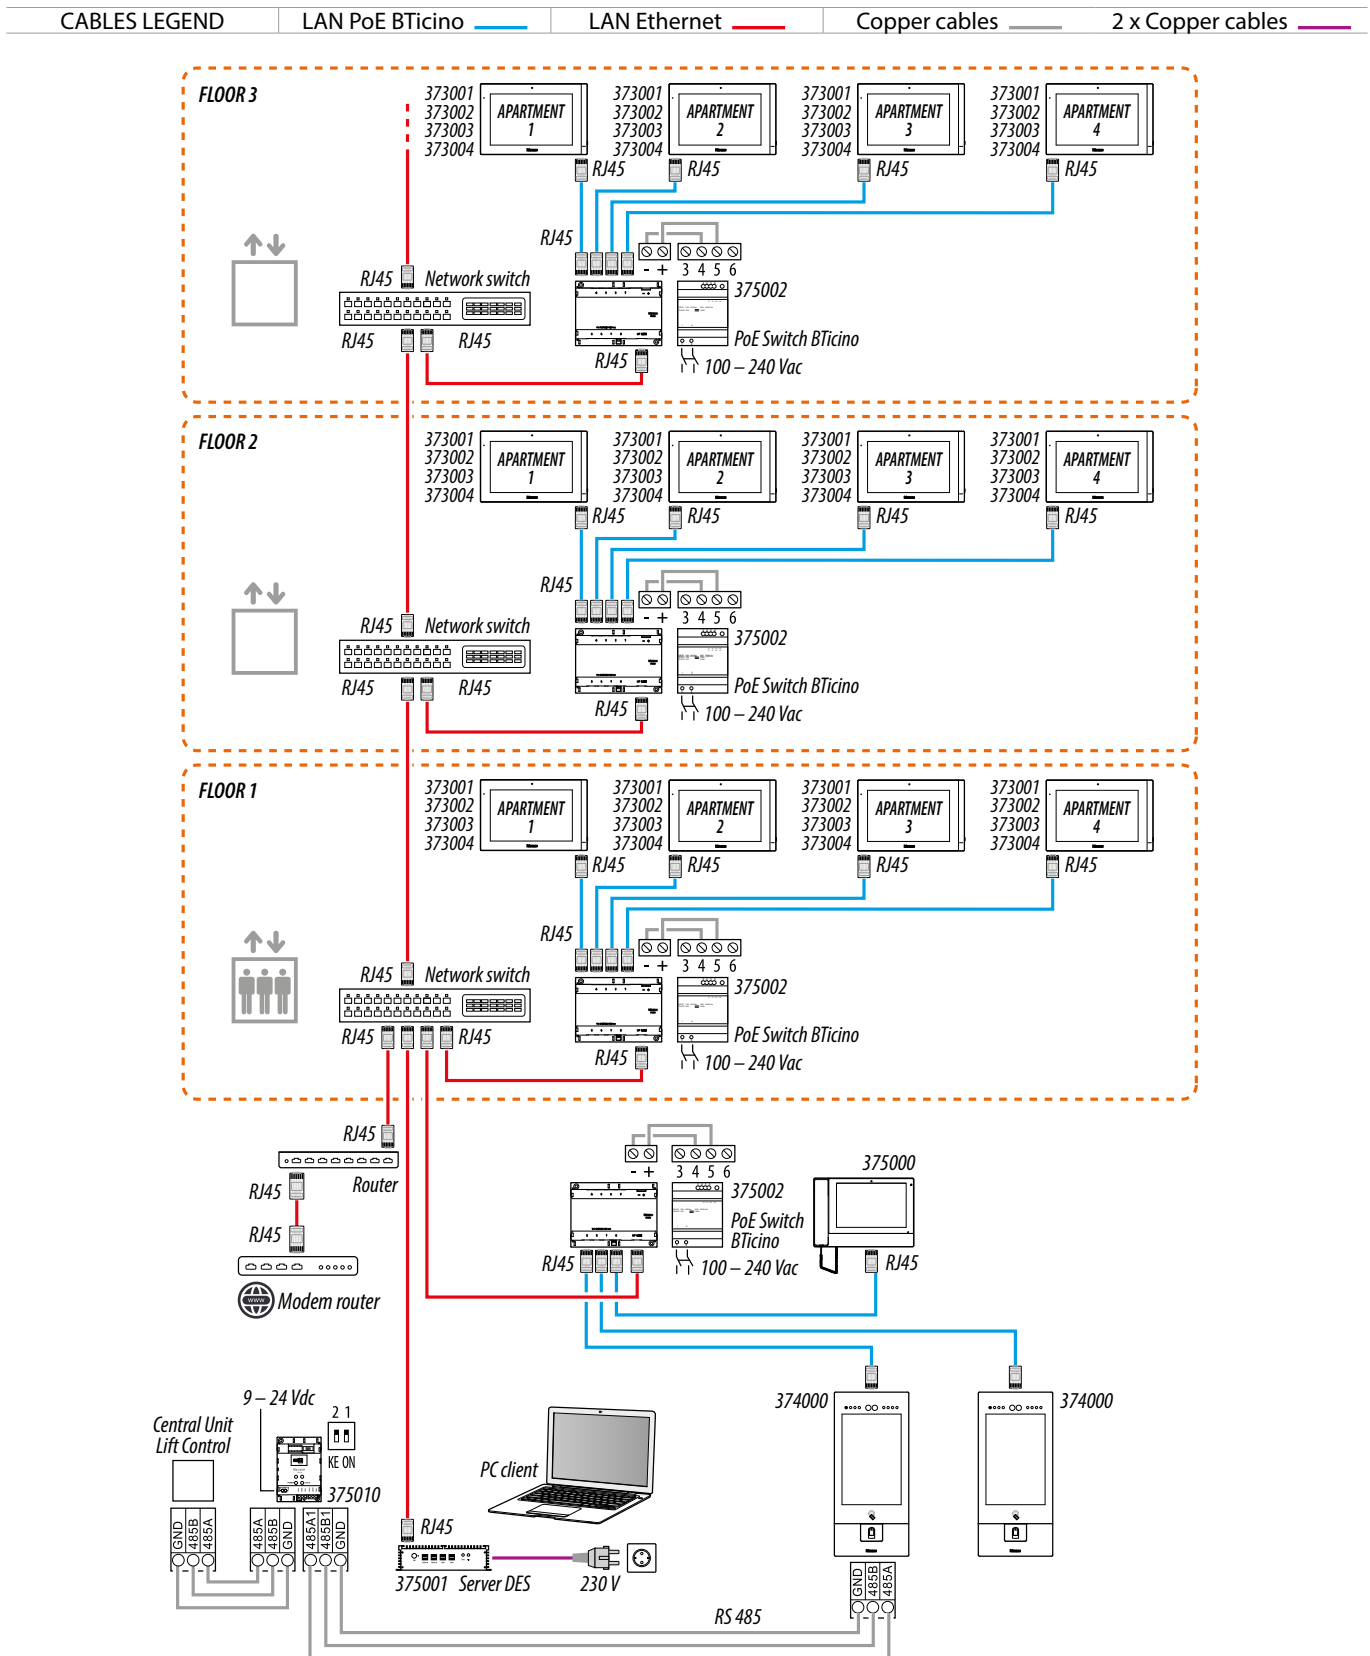 CABLES LEGEND LAN PoE BTicino LAN Ethernet Copper cables 2 x Copper cables
FLOOR 3
373001
373002
373003
373004
APARTMENT
1
373001
373002
373003
373004
APARTMENT
2
373001
373002
373003
373004
APARTMENT
3
373001
373002
373003
373004
APARTMENT
4
RJ45 RJ45 RJ45 RJ45
RJ45
- + 3 4 5 6
RJ45 Network switch
375002
RJ45 RJ45
PoE Switch BTicino
RJ45
100 – 240 Vac
FLOOR 2
373001
373002
373003
373004
APARTMENT
1
373001
373002
373003
373004
APARTMENT
2
373001
373002
373003
373004
APARTMENT
3
373001
373002
373003
373004
APARTMENT
4
RJ45 RJ45 RJ45 RJ45
RJ45
- + 3 4 5 6
RJ45 Network switch
375002
RJ45 RJ45
PoE Switch BTicino
RJ45
100 – 240 Vac
FLOOR 1
373001
373002
373003
373004
APARTMENT
1
373001
373002
373003
373004
APARTMENT
2
373001
373002
373003
373004
APARTMENT
3
373001
373002
373003
373004
APARTMENT
4
RJ45 RJ45 RJ45 RJ45
RJ45
- + 3 4 5 6
RJ45 Network switch
375002
RJ45 RJ45
PoE Switch BTicino
RJ45
100 – 240 Vac
RJ45
Router
RJ45
RJ45
www
Modem router
- + 3 4 5 6
375002
PoE Switch
BTicino
RJ45
100 – 240 Vac
375000
RJ45
374000
374000
9 – 24 Vdc
2 1
KE ON
Central Unit
Lift Control
375010
GND
485B
485A
485A
485B
GND
485A1
485B1
GND
PC client
RJ45
375001 Server DES
230 V
GND
485B
485A
RS 485